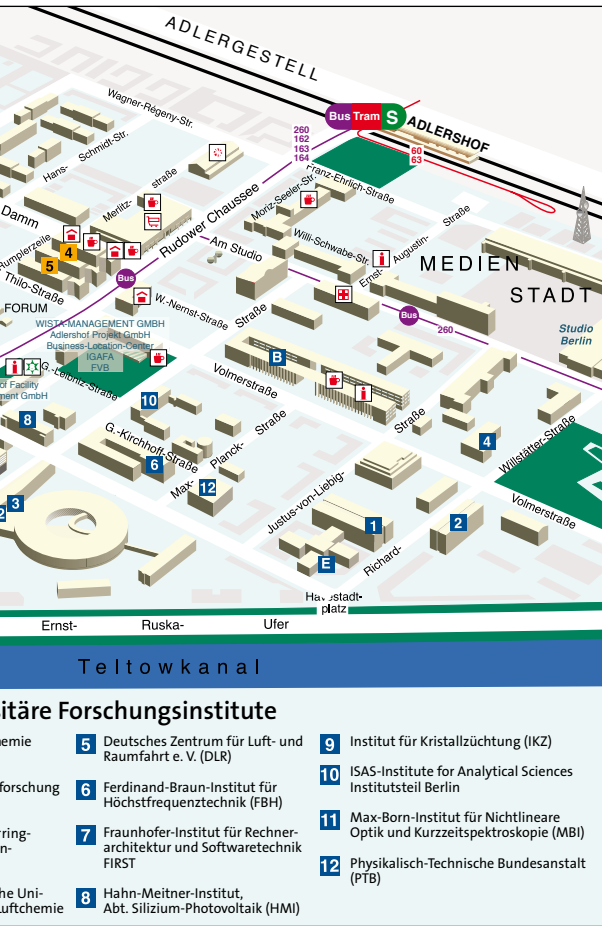 ADLERGESTELL
Wagner-Régeny-Str.
Bus Tram S
ADLERSHOF
260
162
163
164
60
63
Schmidt-Str.
Hans-
straße
Merlitz-
Franz-Ehrlich-Straße
Moriz-Seeler-Str.
Damm
Rudower Chaussee
Straße
Augustin-
Ernst-
Willi-Schwabe-Str.
Am Studio
MEDIEN
STADT
Rumplerzeile
4
5
Thilo-Straße
Bus
FORUM
W.-Nernst-Straße
Straße
Bus
260
Studio
Berlin
WISTA-MANAGEMENT GMBH
Adlershof Projekt GmbH
Business-Location-Center
IGAFA
FVB
B
G.-Leibniz-Straße
of Facility
ment GmbH
Volmerstraße
10
8
Straße
Straße
G.-Kirchhoff-Straße
6
Planck-
Max-
12
4
Willstätter-Straße
Volmerstraße
3
2
Justus-von-Liebig-
1
2
E
Richard-
platz
Ernst-
Ruska-
Ufer
Teltowkanal
itäre Forschungsinstitute
emie
forschung
rring-
n-
he Uni-
Luftchemie
5 Deutsches Zentrum für Luft- und
Raumfahrt e. V. (DLR)
6 Ferdinand-Braun-Institut für
Höchstfrequenztechnik (FBH)
7 Fraunhofer-Institut für Rechner-
architektur und Softwaretechnik
FIRST
8 Hahn-Meitner-Institut,
Abt. Silizium-Photovoltaik (HMI)
9 Institut für Kristallzüchtung (IKZ)
10 ISAS-Institute for Analytical Sciences
Institutsteil Berlin
11 Max-Born-Institut für Nichtlineare
Optik und Kurzzeitspektroskopie (MBI)
12 Physikalisch-Technische Bundesanstalt
(PTB)